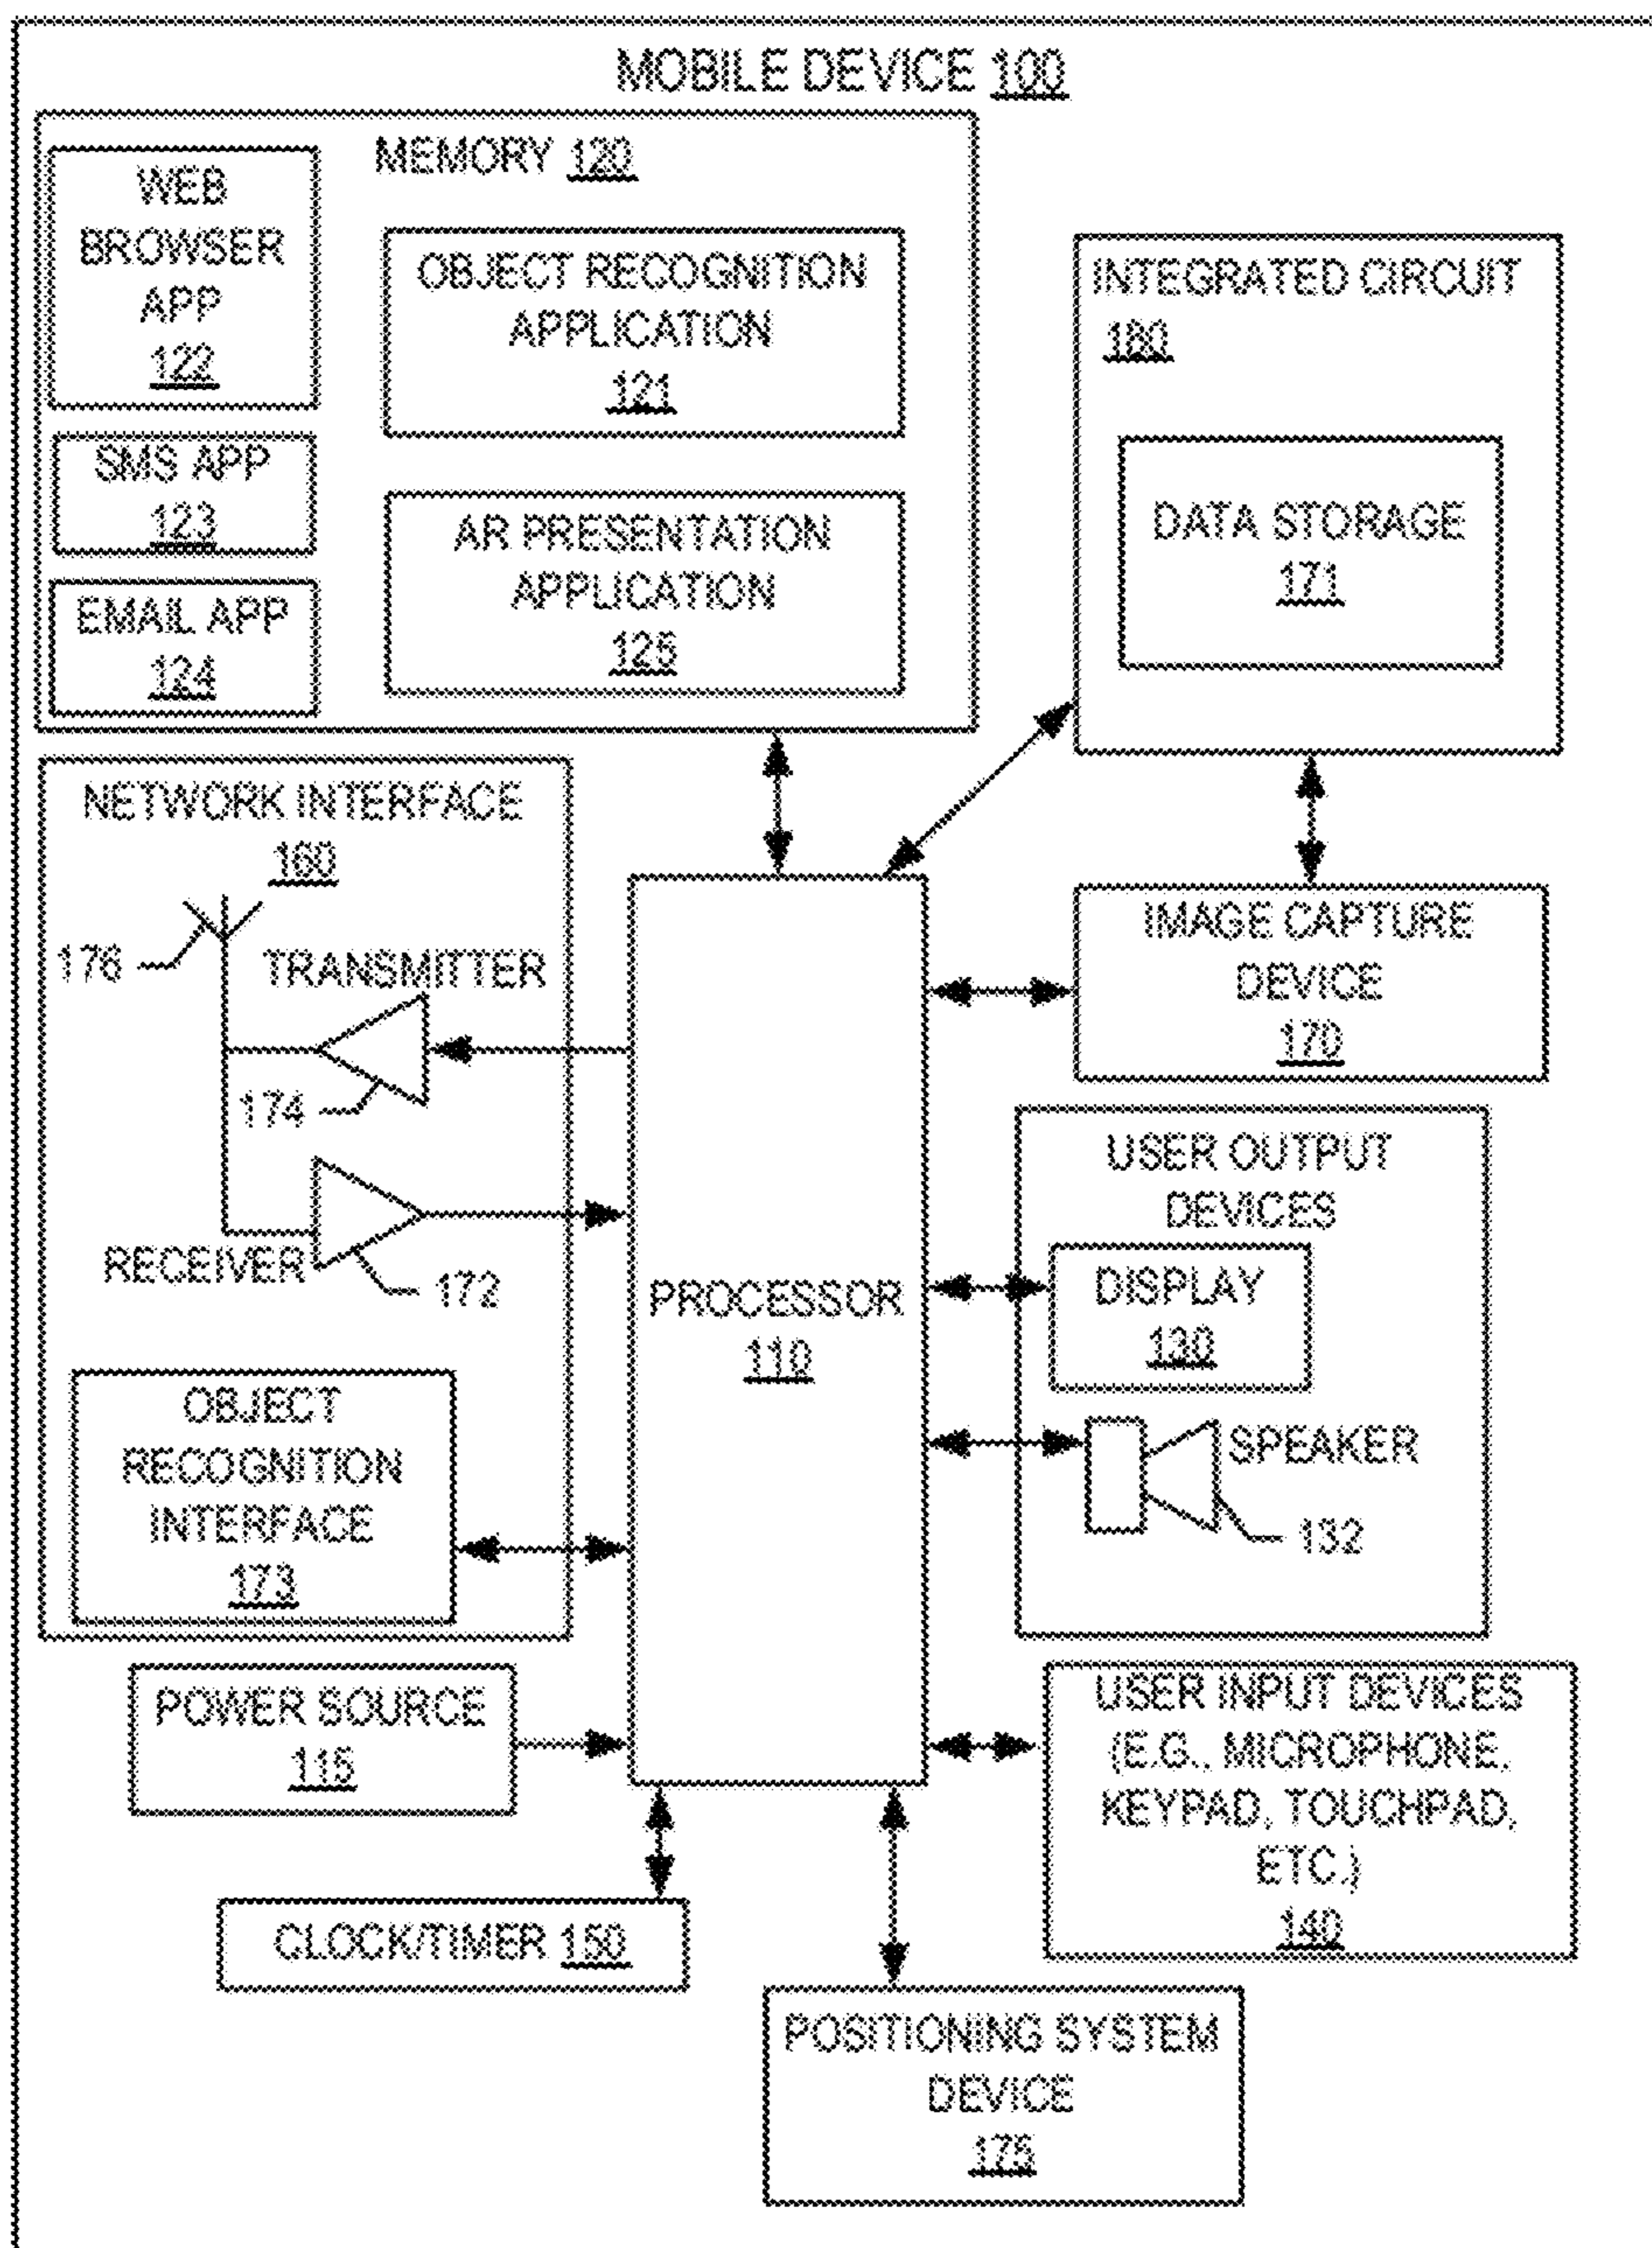 MOBILE DEVICE 100
MEMORY 120
WEB
BROWSER
APP
122
SMS APP
123
EMAIL APP
124
OBJECT RECOGNITION
APPLICATION
121
AR PRESENTATION
APPLICATION
125
INTEGRATED CIRCUIT
180
DATA STORAGE
171
NETWORK INTERFACE
160
176
TRANSMITTER
174
RECEIVER
172
OBJECT
RECOGNITION
INTERFACE
173
PROCESSOR
110
IMAGE CAPTURE
DEVICE
170
USER OUTPUT
DEVICES
DISPLAY
130
SPEAKER
132
POWER SOURCE
115
USER INPUT DEVICES
(E.G., MICROPHONE,
KEYPAD, TOUCHPAD,
ETC.)
140
CLOCK/TIMER 150
POSITIONING SYSTEM
DEVICE
175